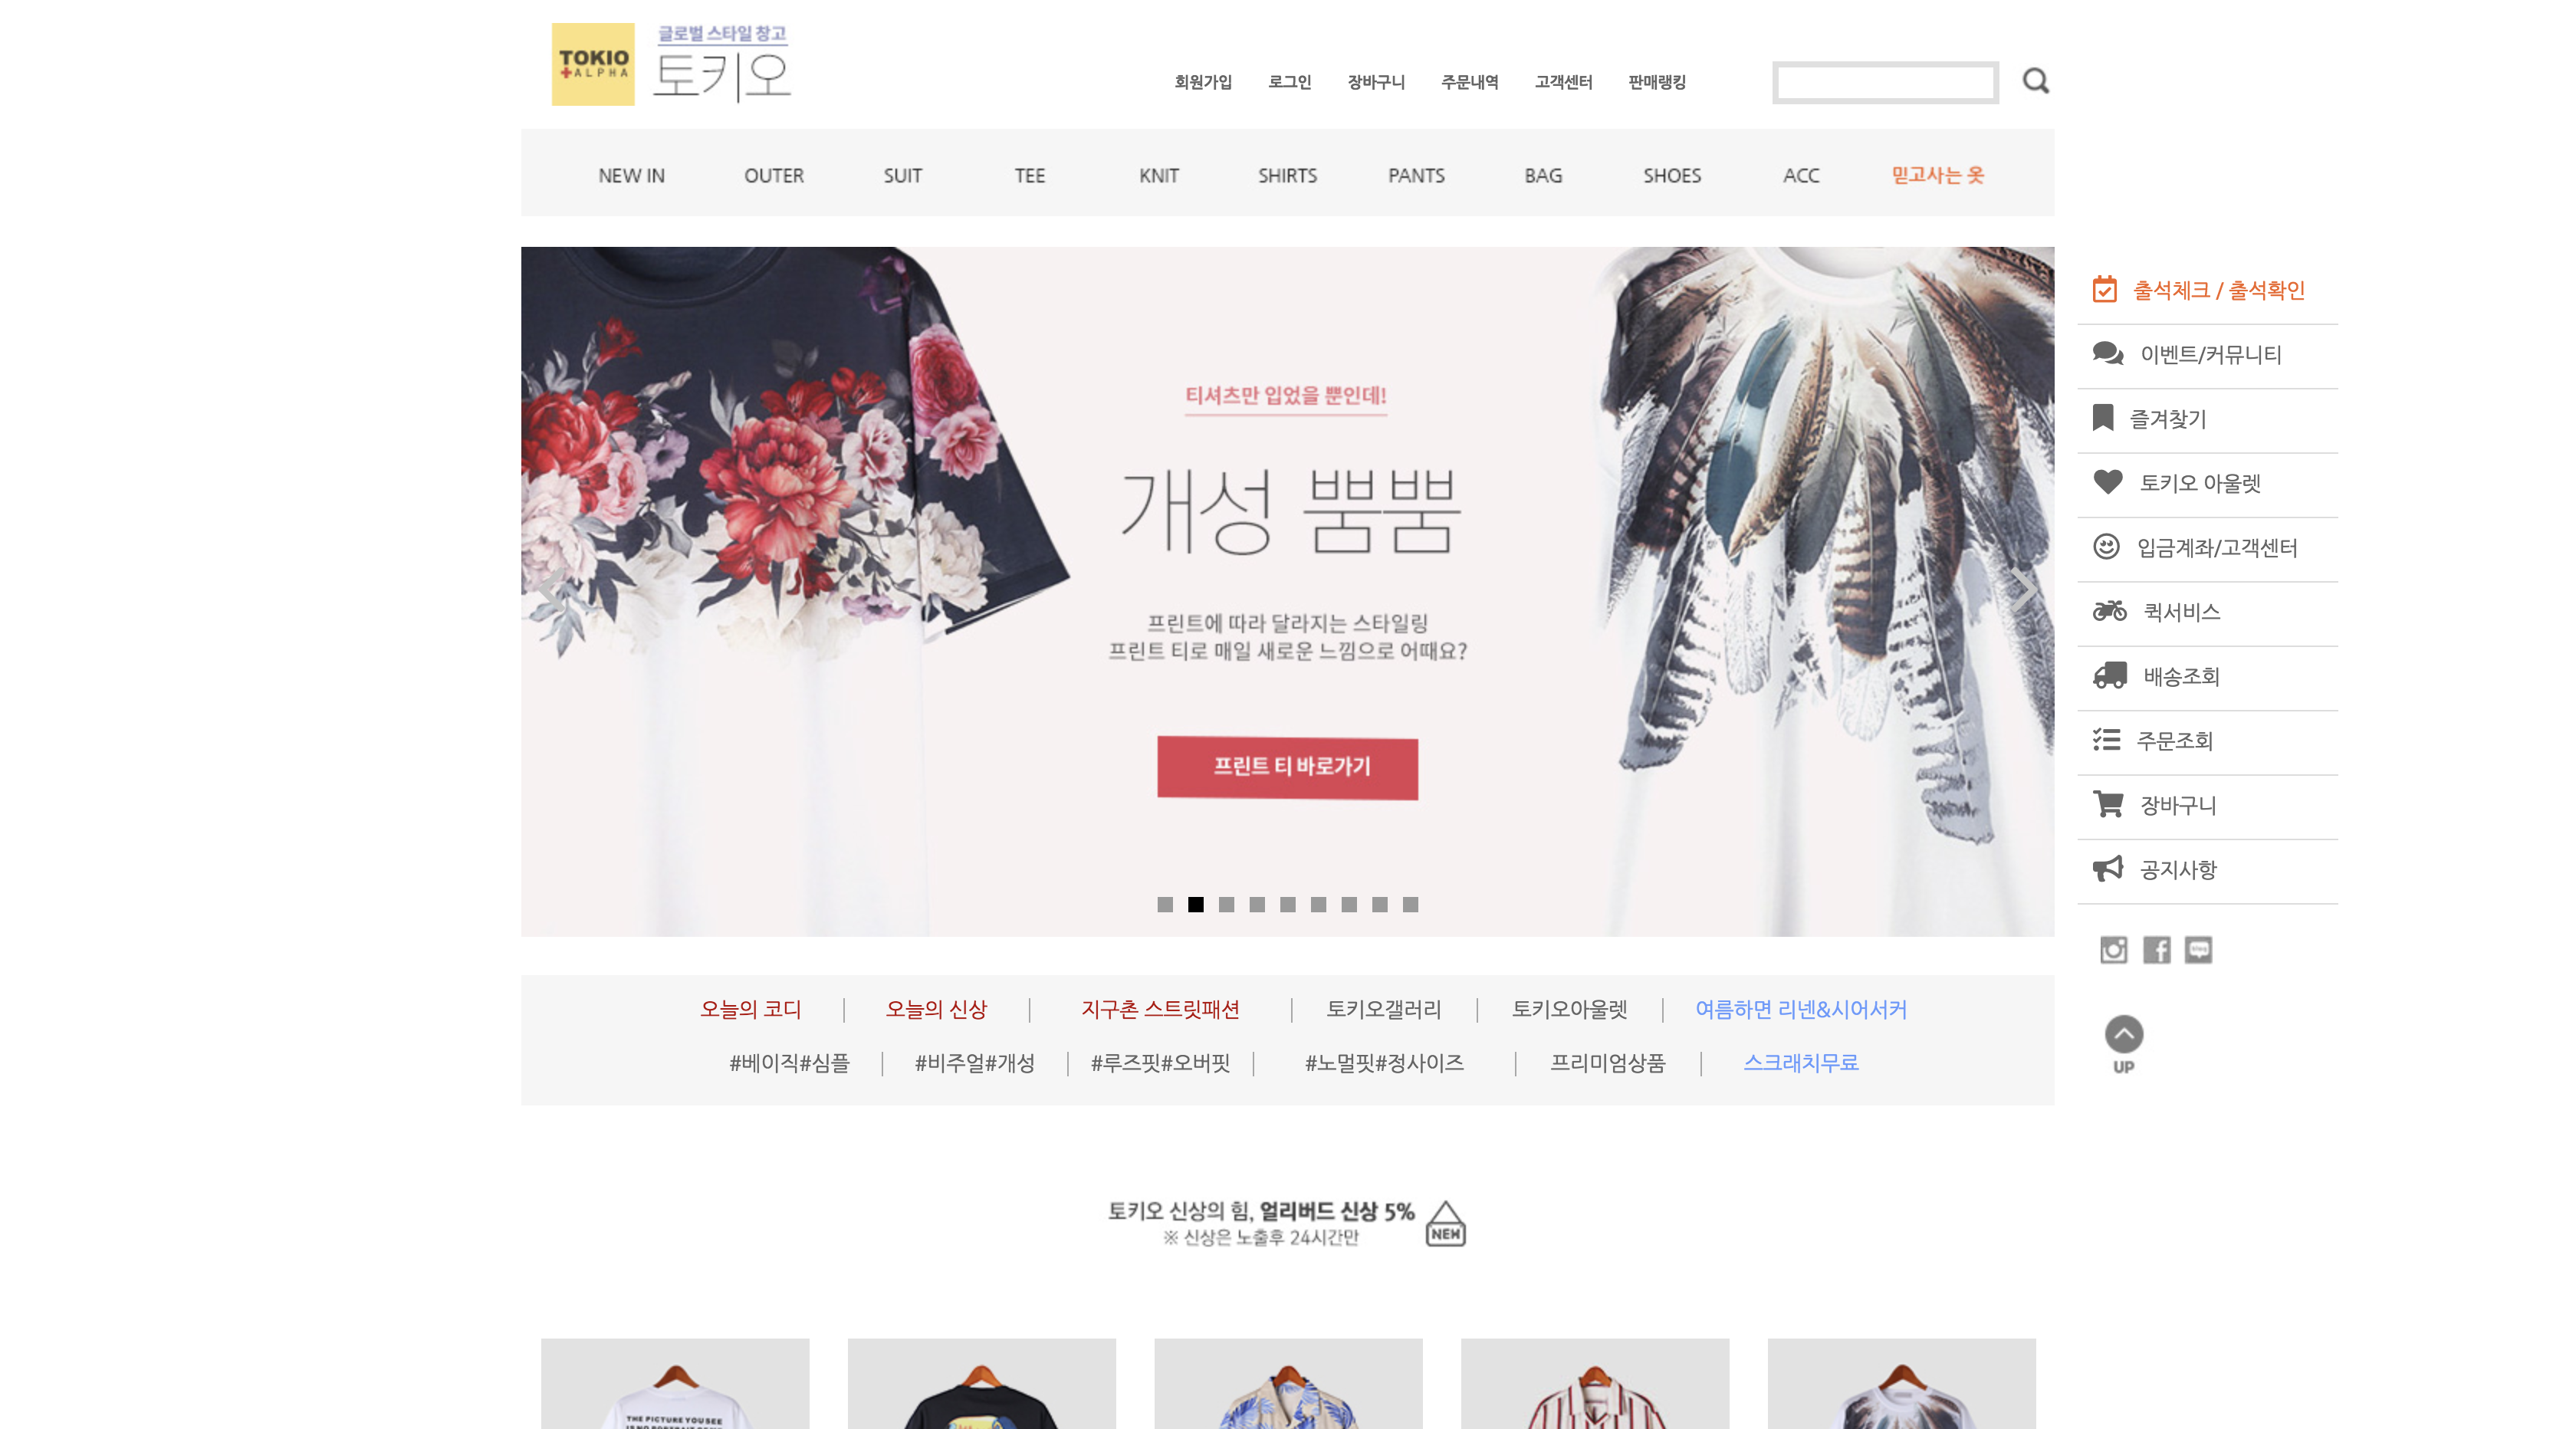 TOKIO
+ALPHA
글로벌 스타일 창고
토키오
회원가입 로그인 장바구니 주문내역 고객센터 판매랭킹
NEW IN OUTER SUIT TEE KNIT SHIRTS PANTS BAG SHOES ACC 믿고사는 옷
티셔츠만 입었을 뿐인데!
개성 뿜뿜
프린트에 따라 달라지는 스타일링
프린트 티로 매일 새로운 느낌으로 어때요?
프린트 티 바로가기
출석체크 / 출석확인
이벤트/커뮤니티
즐겨찾기
토키오 아울렛
입금계좌/고객센터
퀵서비스
배송조회
주문조회
장바구니
공지사항
blog
UP
오늘의 코디 오늘의 신상 지구촌 스트릿패션 토키오갤러리 토키오아울렛 여름하면 리넨&시어서커
#베이직#심플 #비주얼#개성 #루즈핏#오버핏 #노멀핏#정사이즈 프리미엄상품 스크래치무료
토키오 신상의 힘, 얼리버드 신상 5%
※ 신상은 노출후 24시간만
NEW
THE PICTURE YOU SEE